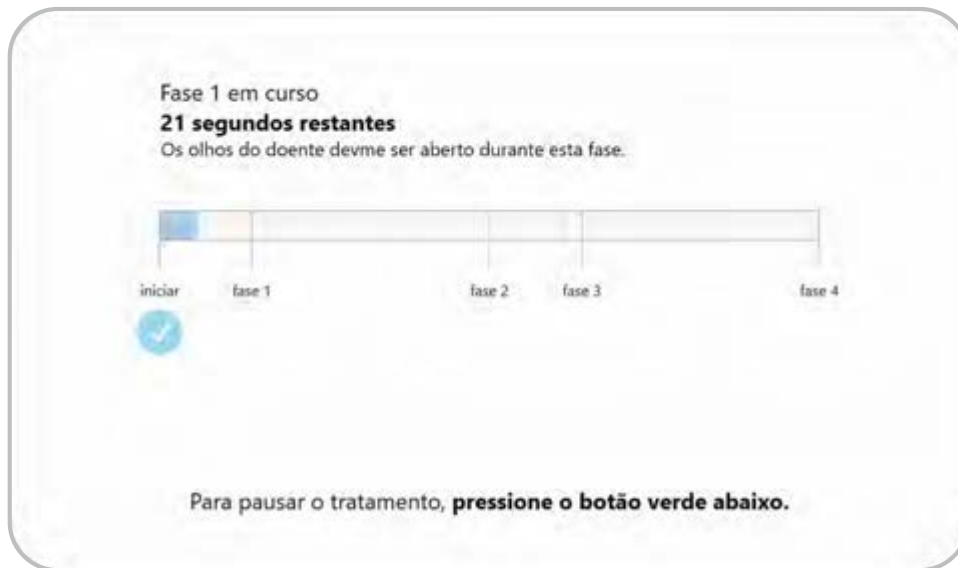 Fase 1 em curso
21 segundos restantes
Os olhos do doente devme ser aberto durante esta fase.
iniciar fase 1 fase 2 fase 3 fase 4
Para pausar o tratamento, pressione o botão verde abaixo.